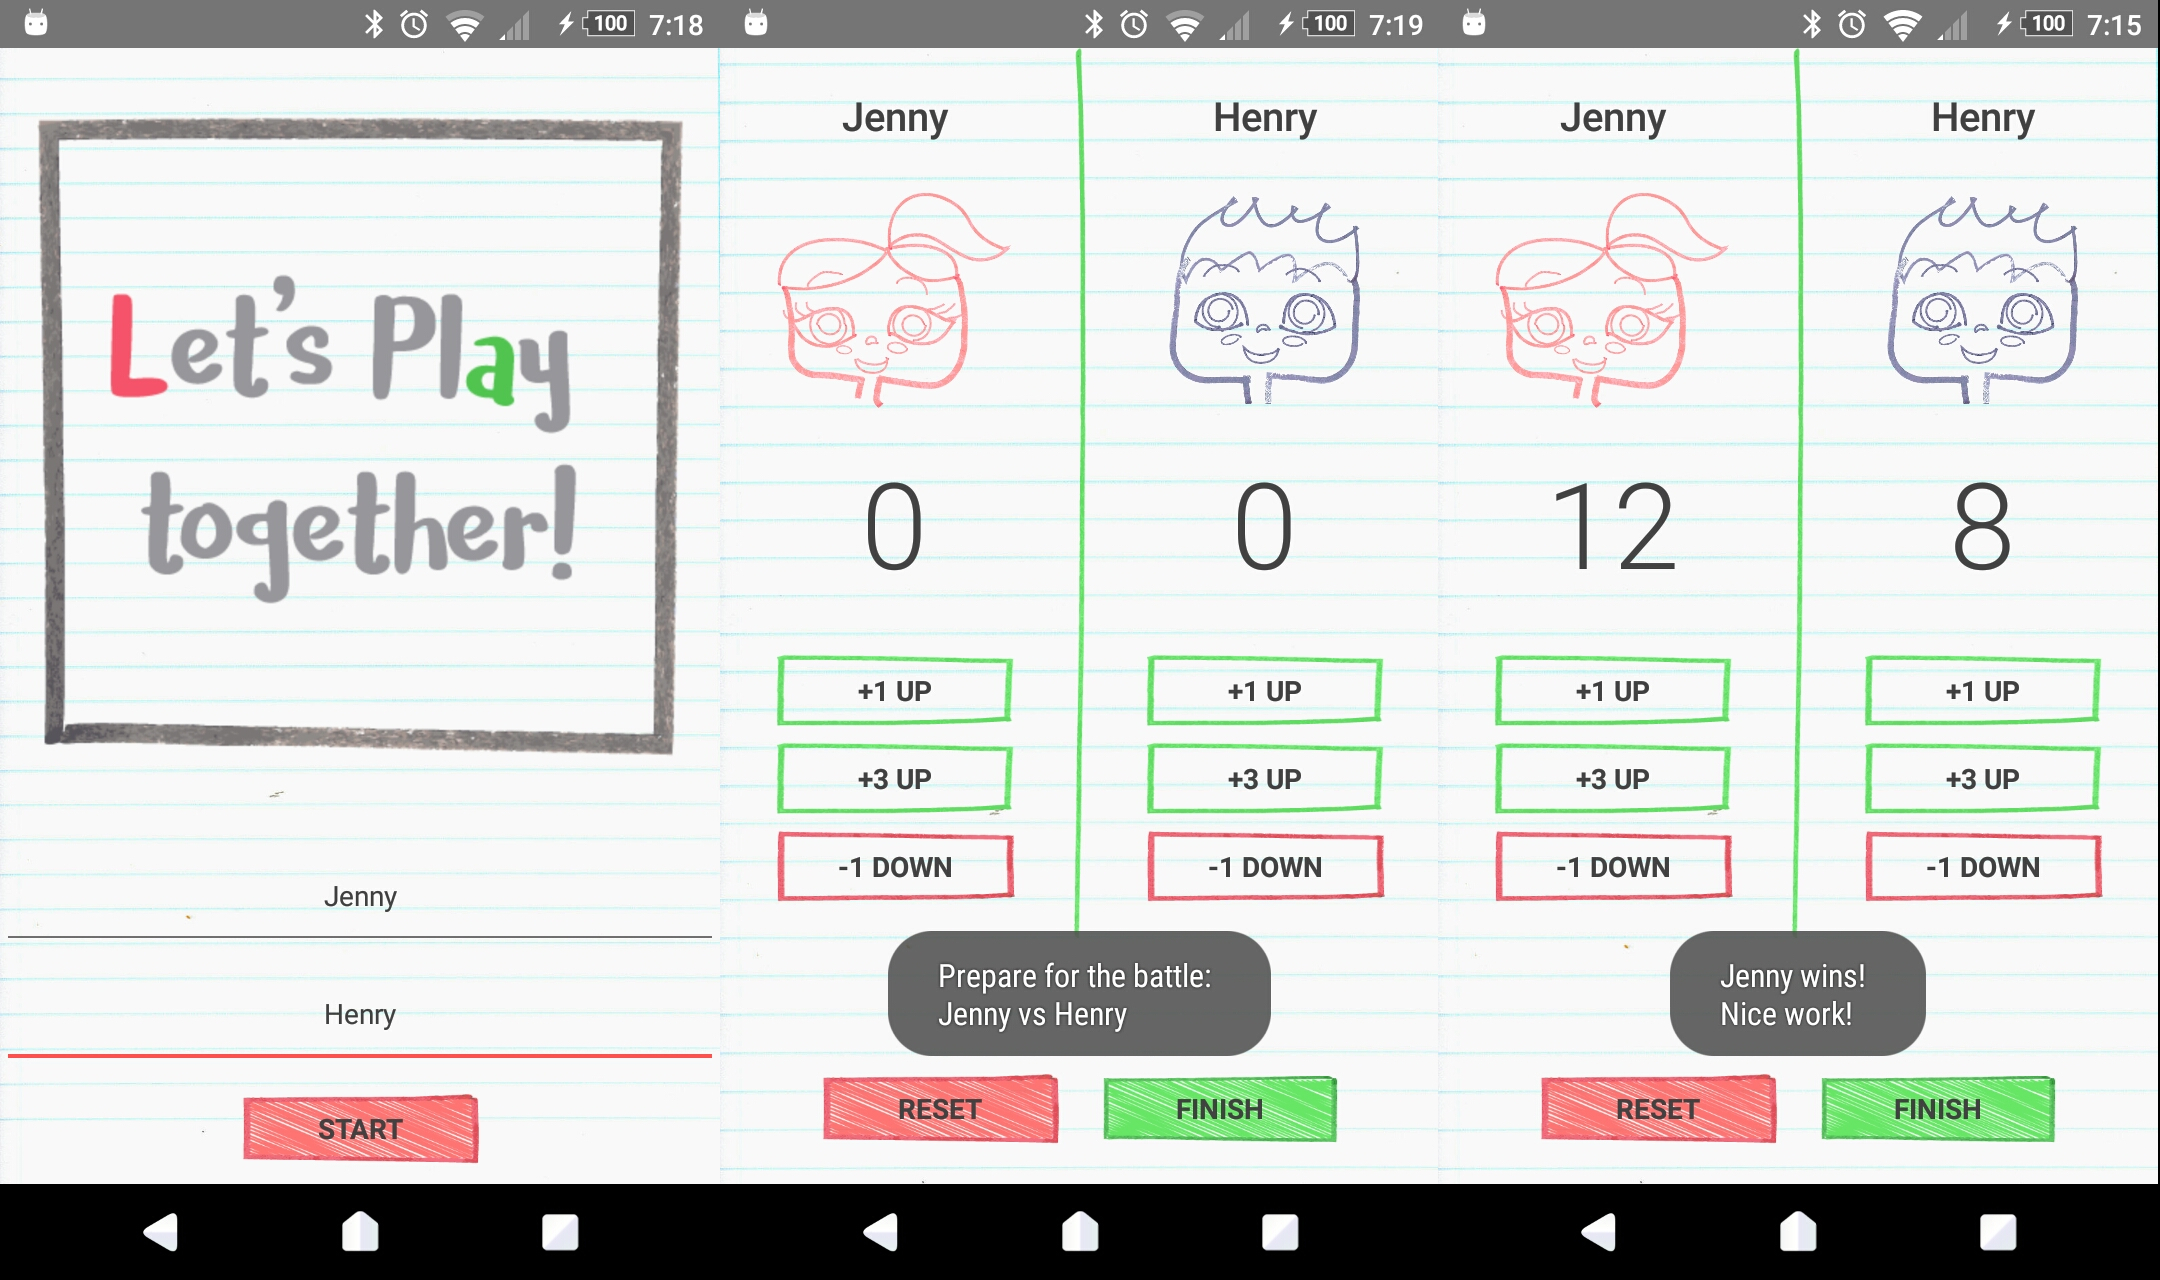 100 7:18
Let's Play
together!
Jenny
Henry
START
100 7:19
Jenny Henry
0 0
+1 UP +1 UP
+3 UP +3 UP
-1 DOWN -1 DOWN
Prepare for the battle:
Jenny vs Henry
RESET FINISH
100 7:15
Jenny Henry
12 8
+1 UP +1 UP
+3 UP +3 UP
-1 DOWN -1 DOWN
Jenny wins!
Nice work!
RESET FINISH